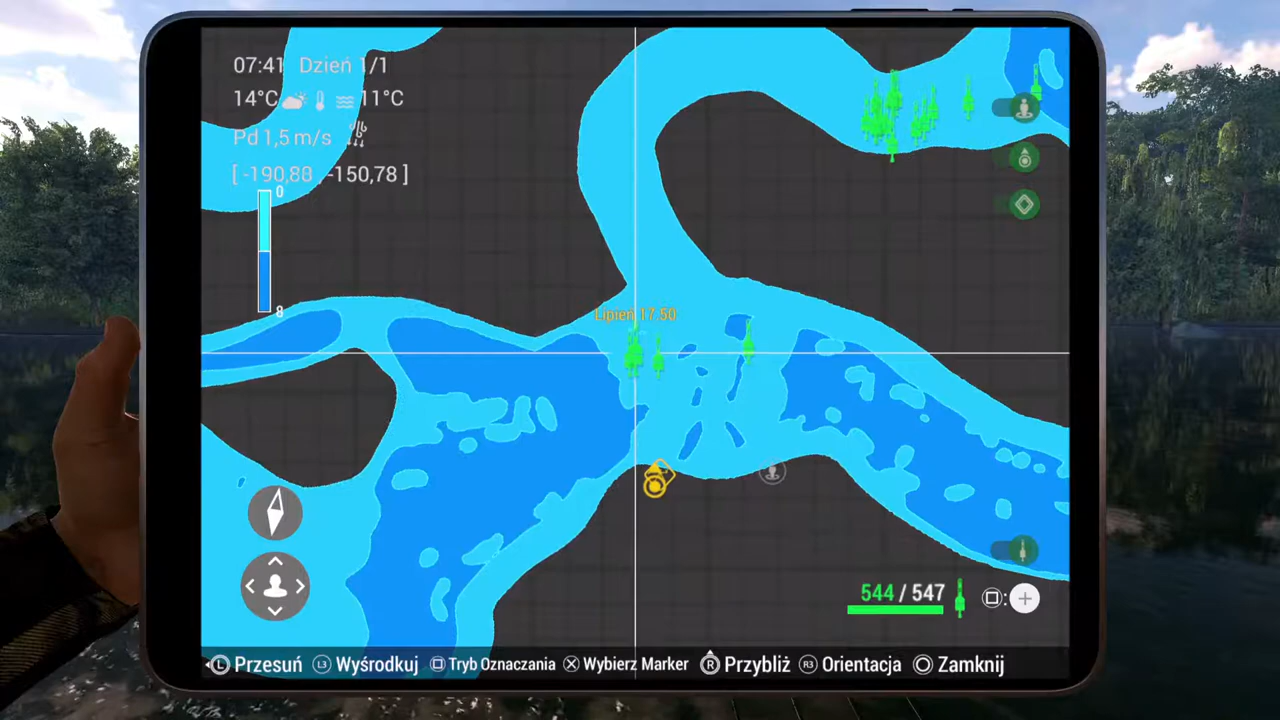 07:41 Dzień 1/1
14°C 11°C
Pd 1,5 m/s
[ -190,88 , -150,78 ]
0
8
Lipień 17,50
544 / 547
L Przesuń L3 Wyśrodkuj Tryb Oznaczania Wybierz Marker R Przybliż R3 Orientacja Zamknij